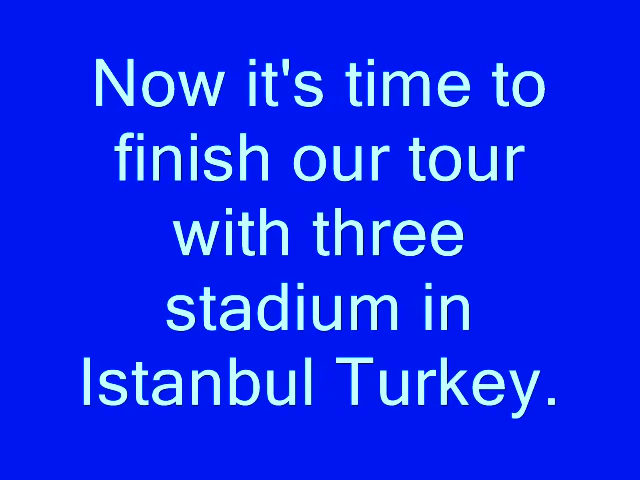 Now it's time to
finish our tour
with three
stadium in
Istanbul Turkey.